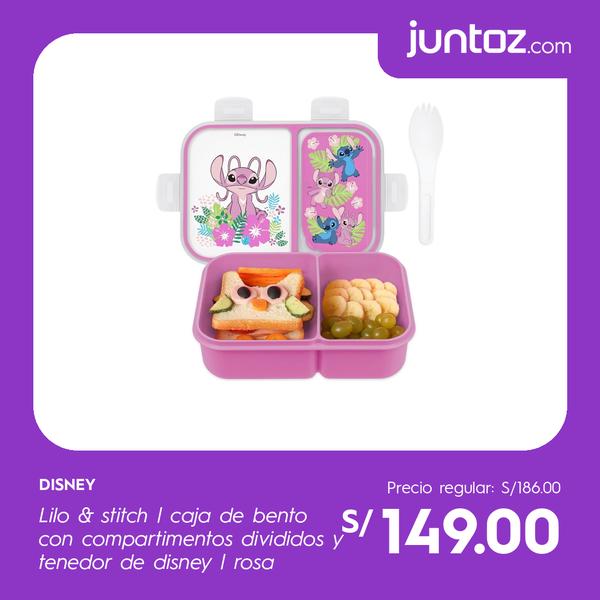 juntoz.com
Disney
DISNEY
Lilo & stitch | caja de bento
con compartimentos divididos y
tenedor de disney | rosa
Precio regular: S/186.00
S/149.00